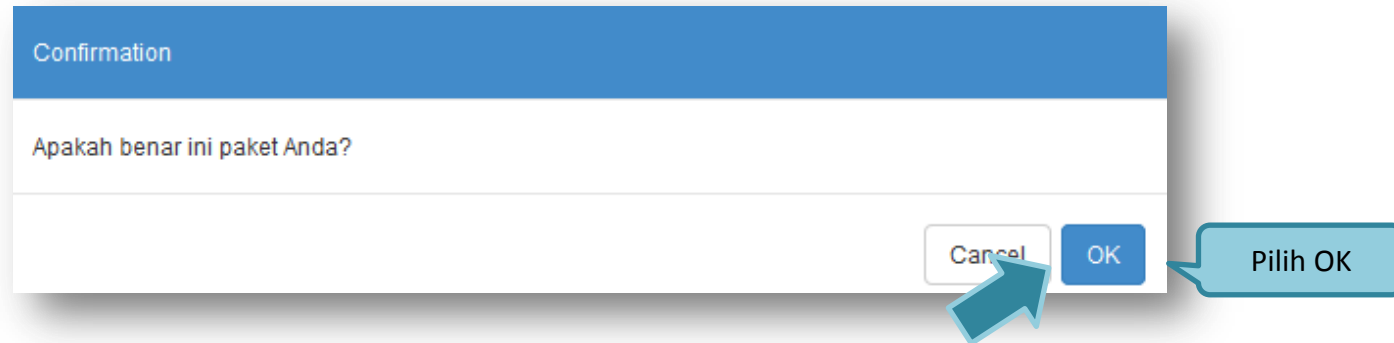 Confirmation
Apakah benar ini paket Anda?
Cancel
OK
Pilih OK